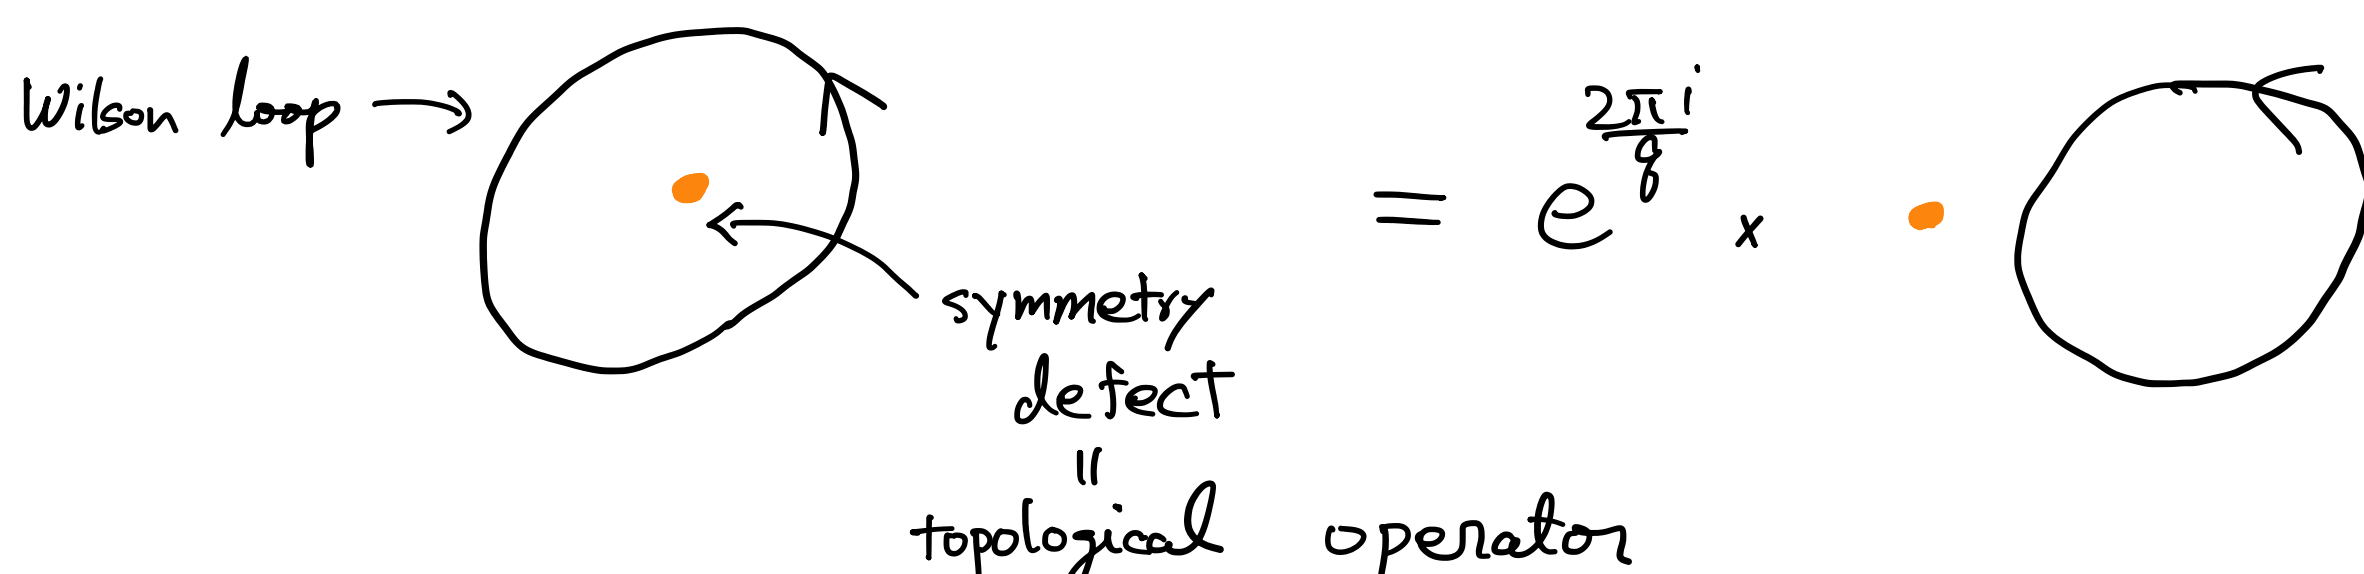 Wilson loop →
= e^{2πi/q} ×
symmetry
defect
=
topological operator